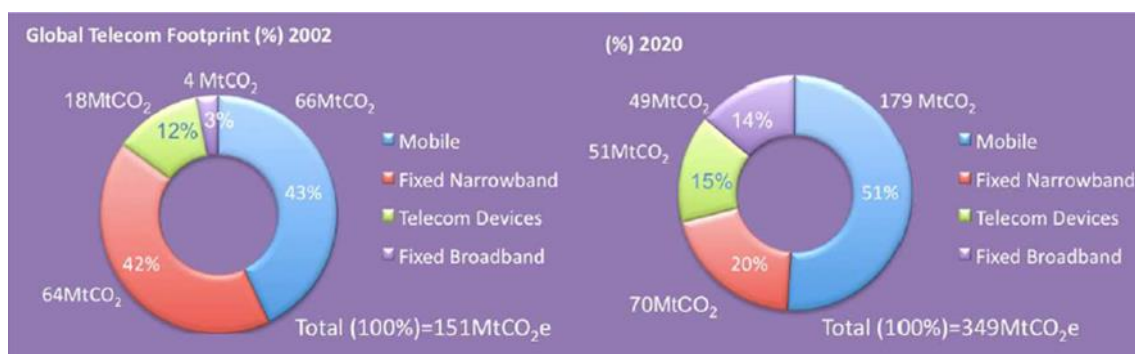 Global Telecom Footprint (%) 2002
4 MtCO₂
18MtCO₂
66MtCO₂
3%
12%
43%
42%
64MtCO₂
Mobile
Fixed Narrowband
Telecom Devices
Fixed Broadband
Total (100%)=151MtCO₂e
(%) 2020
49MtCO₂
179 MtCO₂
14%
51MtCO₂
15%
51%
20%
70MtCO₂
Mobile
Fixed Narrowband
Telecom Devices
Fixed Broadband
Total (100%)=349MtCO₂e